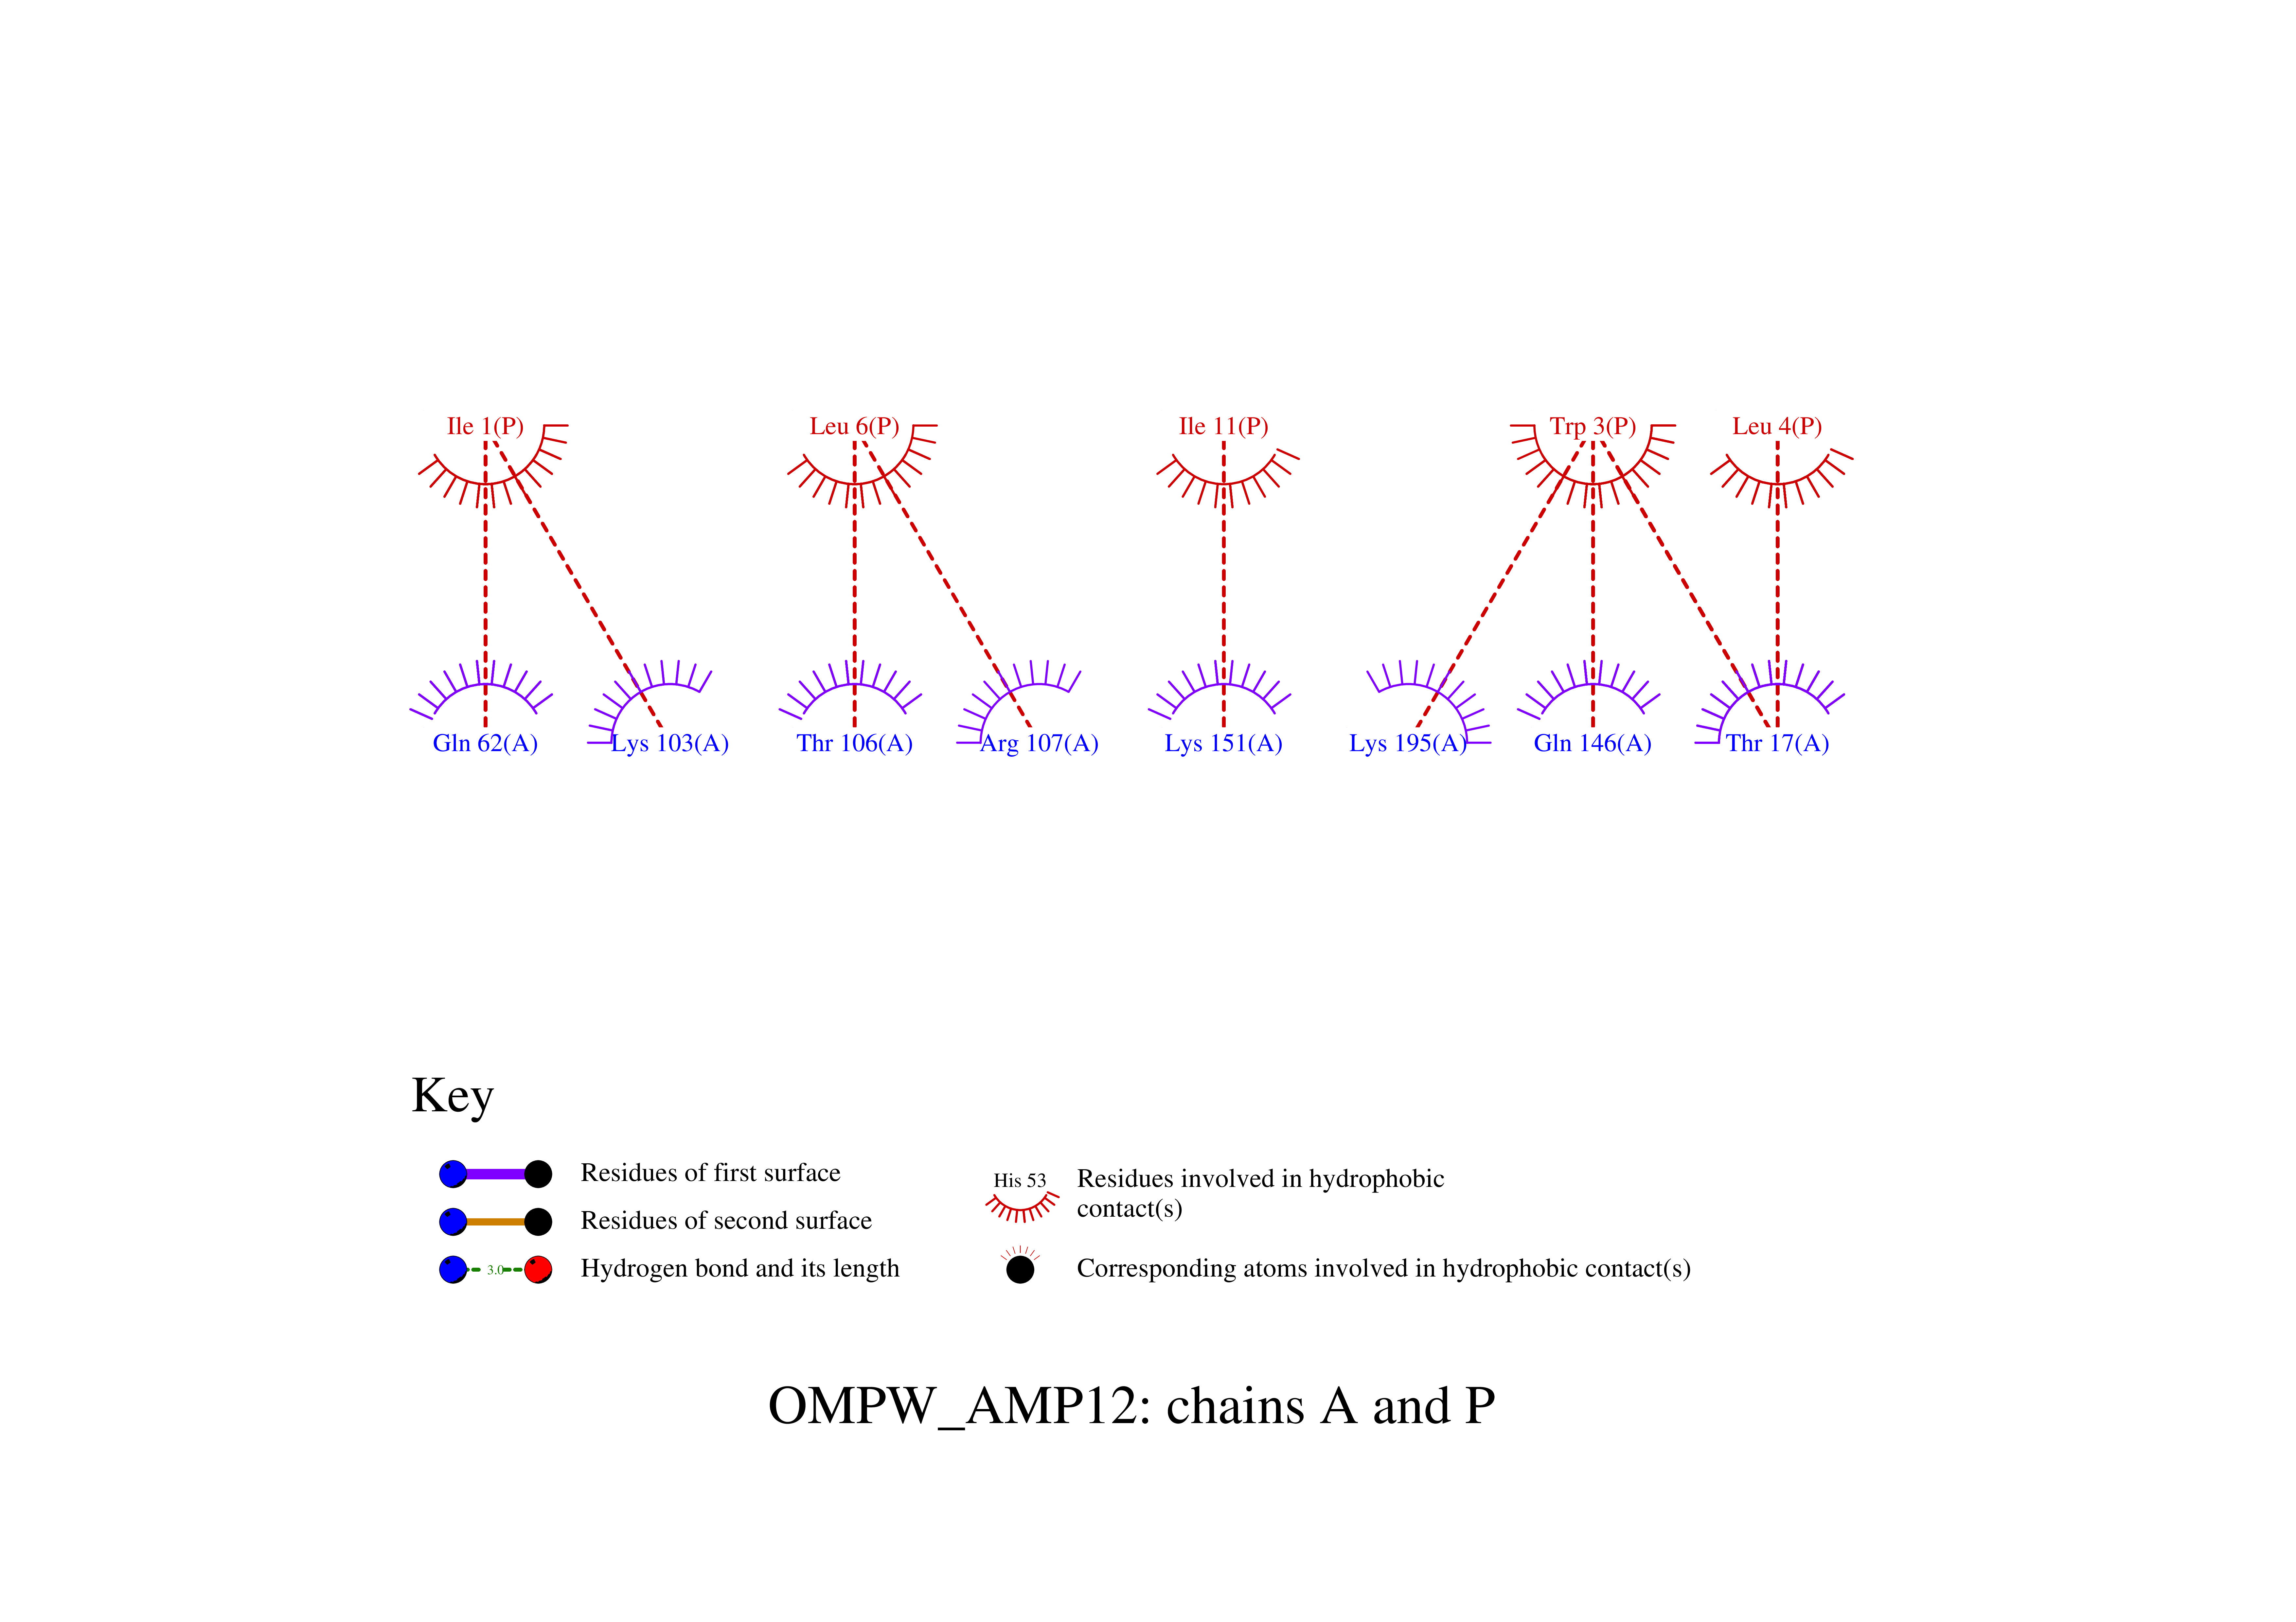 Ile 1(P) Leu 6(P) Ile 11(P) Trp 3(P) Leu 4(P)
Gln 62(A) Lys 103(A) Thr 106(A) Arg 107(A) Lys 151(A) Lys 195(A) Gln 146(A) Thr 17(A)
Key
Residues of first surface
Residues of second surface
3.0 Hydrogen bond and its length
His 53 Residues involved in hydrophobic
contact(s)
Corresponding atoms involved in hydrophobic contact(s)
OMPW_AMP12: chains A and P